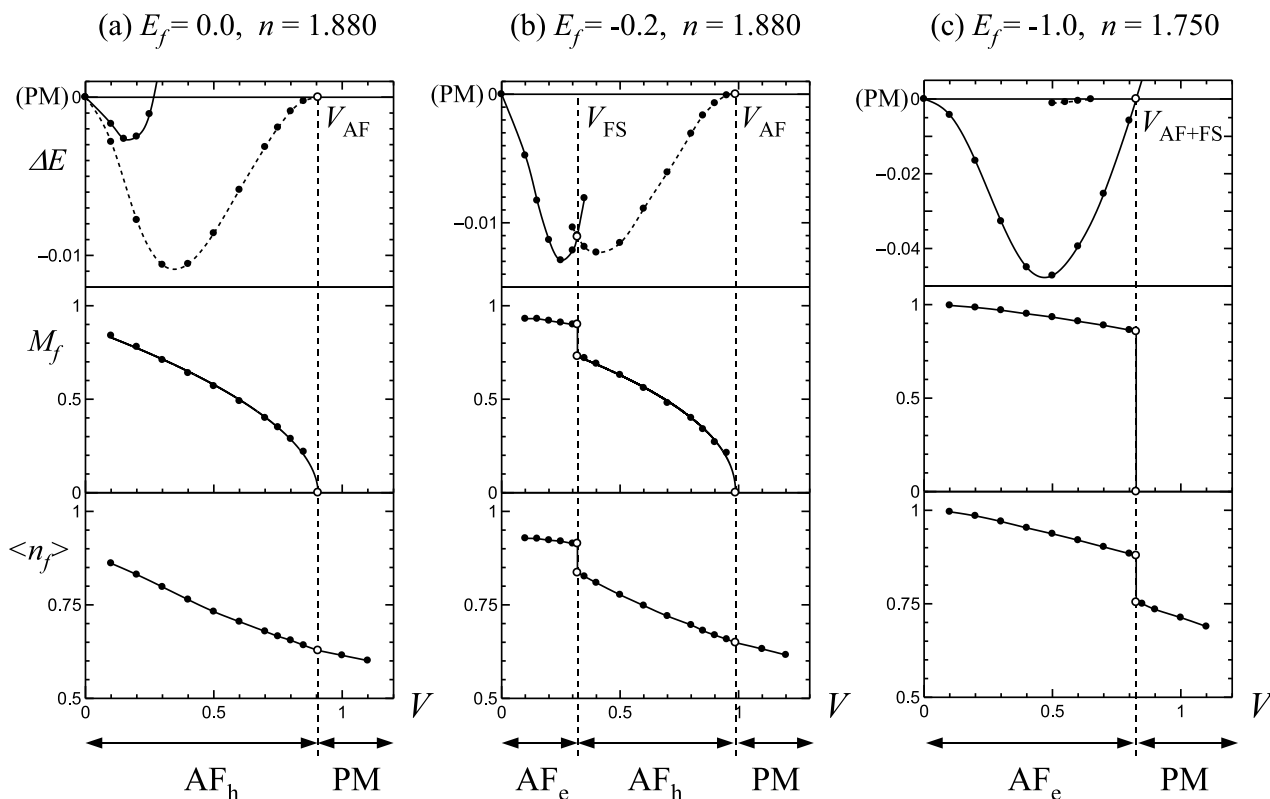 (a) E_f = 0.0, n = 1.880
(b) E_f = -0.2, n = 1.880
(c) E_f = -1.0, n = 1.750
(PM) 0
V_AF
ΔE
−0.01
1
M_f
0.5
0
1
<n_f>
0.75
0.5
0
0.5
1
V
AF_h
PM
(PM) 0
V_FS
V_AF
−0.01
1
0.5
0
1
0.75
0.5
0
0.5
1
V
AF_e
AF_h
PM
(PM) 0
V_AF+FS
−0.02
−0.04
1
0.5
0
1
0.75
0.5
0
0.5
1
V
AF_e
PM